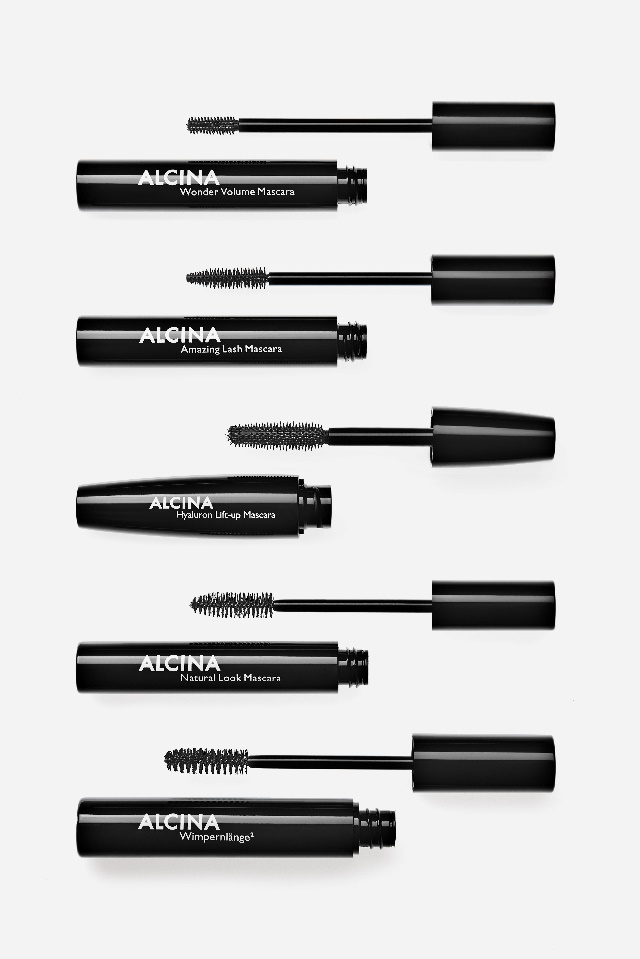 ALCINA
Wonder Volume Mascara
ALCINA
Amazing Lash Mascara
ALCINA
Hyaluron Lift-up Mascara
ALCINA
Natural Look Mascara
ALCINA
Wimpernlänge²